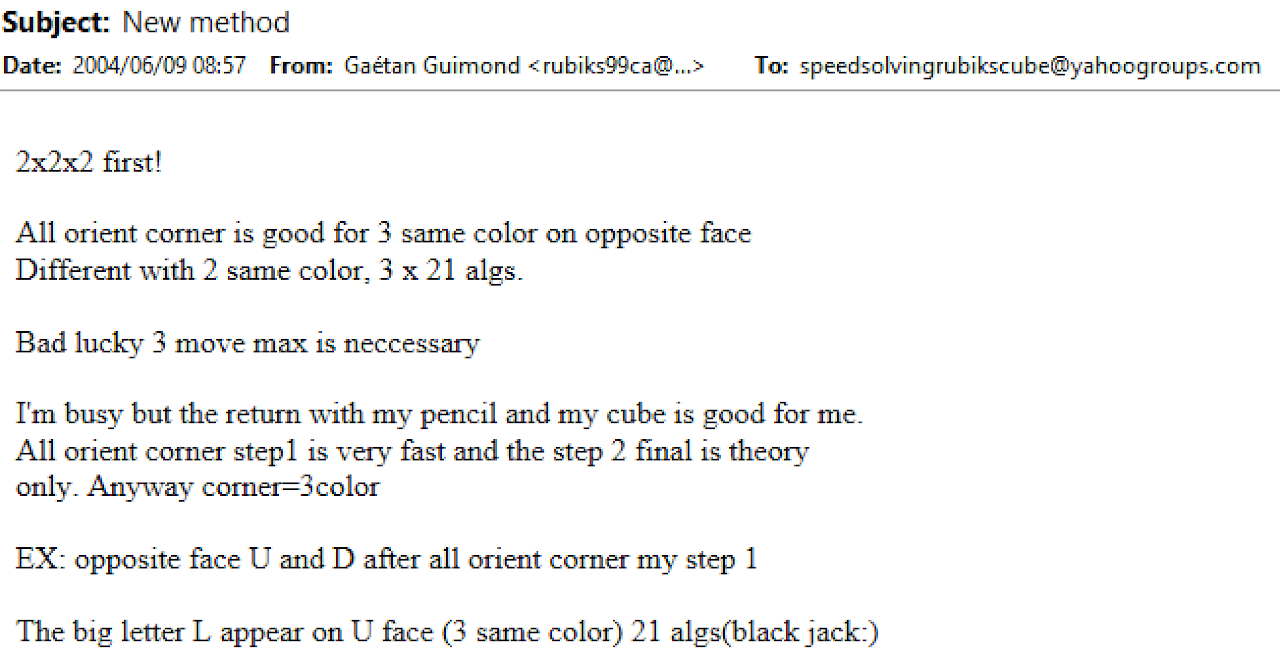 Subject: New method
Date: 2004/06/09 08:57 From: Gaétan Guimond <rubiks99ca@...> To: speedsolvingrubikscube@yahoogroups.com
2x2x2 first!
All orient corner is good for 3 same color on opposite face
Different with 2 same color, 3 x 21 algs.
Bad lucky 3 move max is neccessary
I'm busy but the return with my pencil and my cube is good for me.
All orient corner step1 is very fast and the step 2 final is theory
only. Anyway corner=3color
EX: opposite face U and D after all orient corner my step 1
The big letter L appear on U face (3 same color) 21 algs(black jack:)